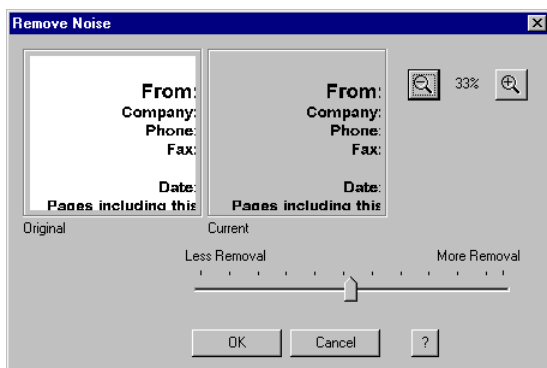 Remove Noise
From:
Company:
Phone:
Fax:
Date:
Pages including this
From:
Company:
Phone:
Fax:
Date:
Pages including this
33%
Original
Current
Less Removal
More Removal
OK
Cancel
?